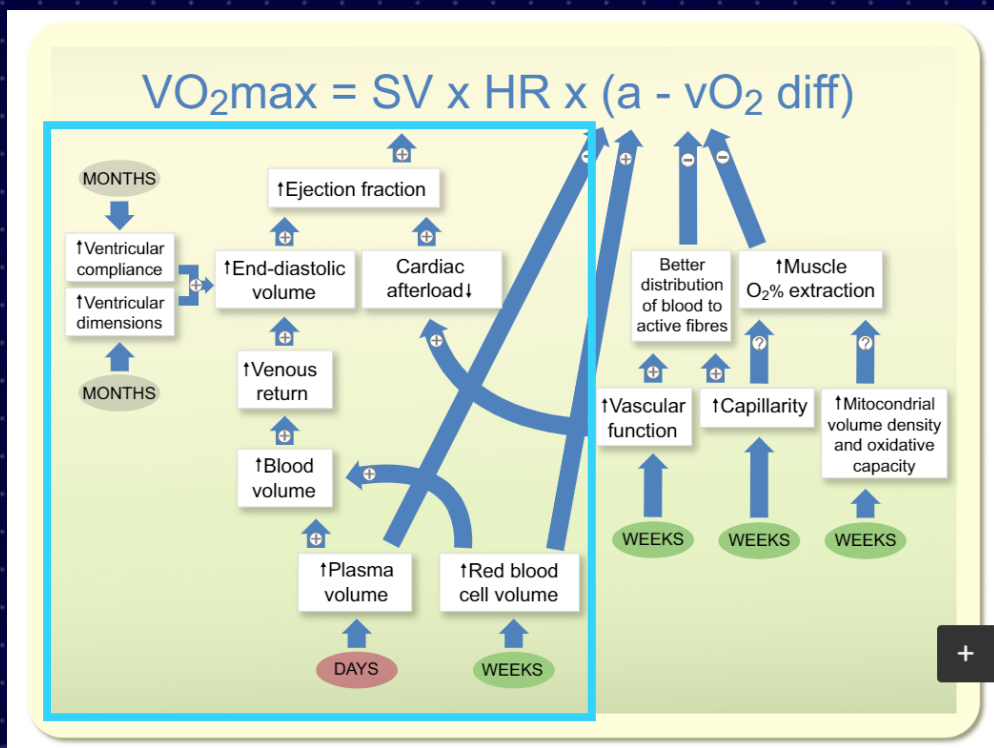 VO₂max = SV x HR x (a - vO₂ diff)
MONTHS
↑Ventricular
compliance
↑Ventricular
dimensions
MONTHS
↑Ejection fraction
↑End-diastolic
volume
Cardiac
afterload↓
↑Venous
return
↑Blood
volume
↑Plasma
volume
↑Red blood
cell volume
DAYS
WEEKS
Better
distribution
of blood to
active fibres
↑Muscle
O₂% extraction
↑Vascular
function
↑Capillarity
↑Mitocondrial
volume density
and oxidative
capacity
WEEKS
WEEKS
WEEKS
+
+
+
+
+
+
+
+
+
-
+
-
-
+
+
?
?
+